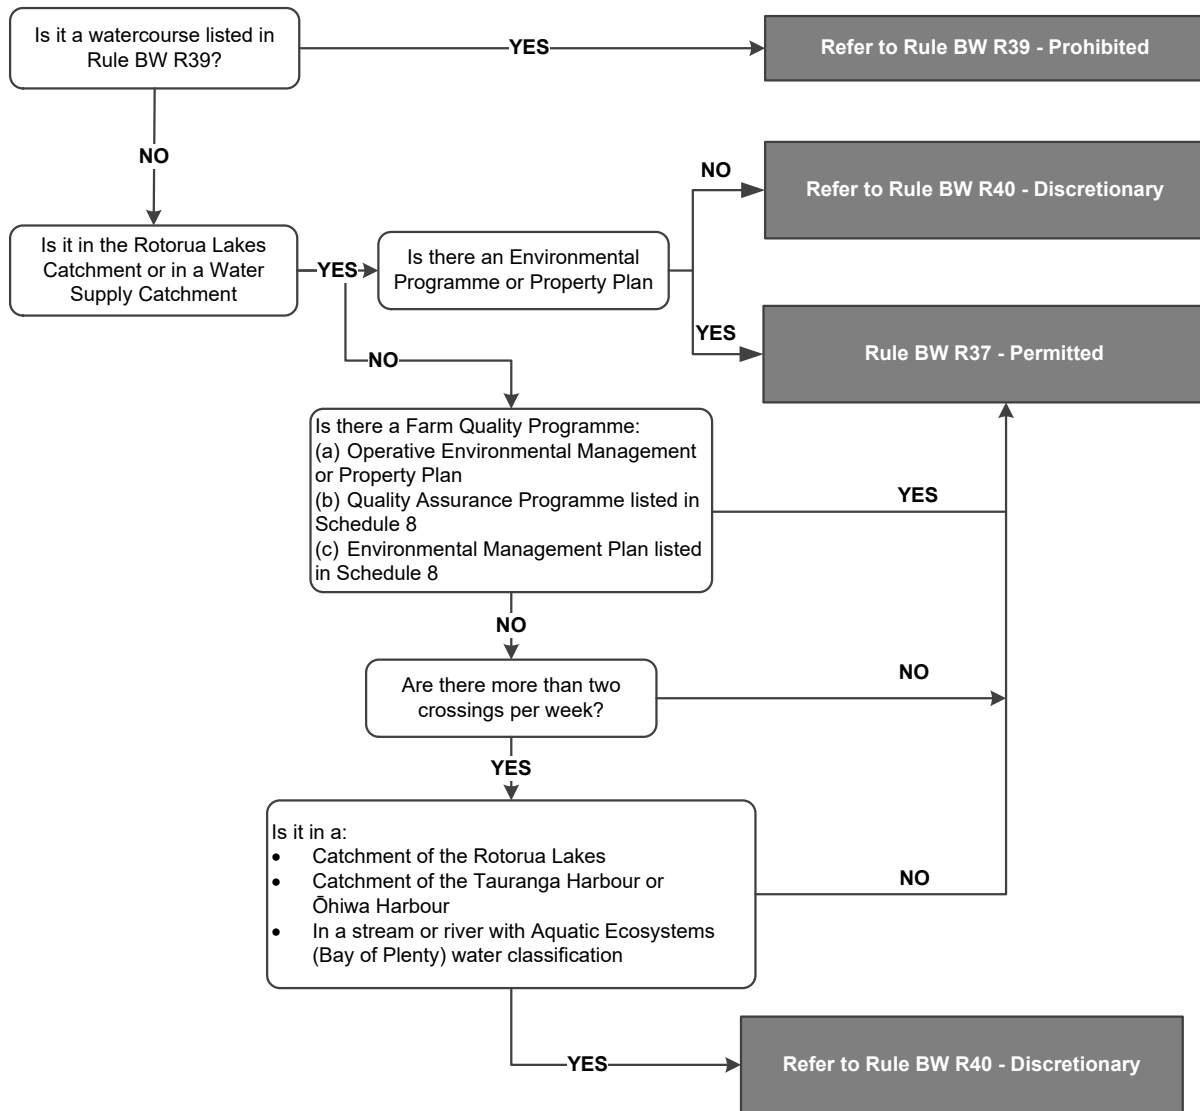 Is it a watercourse listed in
Rule BW R39?
YES
Refer to Rule BW R39 - Prohibited
NO
NO
Refer to Rule BW R40 - Discretionary
Is it in the Rotorua Lakes
Catchment or in a Water
Supply Catchment
YES
Is there an Environmental
Programme or Property Plan
YES
Rule BW R37 - Permitted
NO
Is there a Farm Quality Programme:
(a) Operative Environmental Management
or Property Plan
(b) Quality Assurance Programme listed in
Schedule 8
(c) Environmental Management Plan listed
in Schedule 8
YES
NO
Are there more than two
crossings per week?
NO
YES
Is it in a:
• Catchment of the Rotorua Lakes
• Catchment of the Tauranga Harbour or
Ōhiwa Harbour
• In a stream or river with Aquatic Ecosystems
(Bay of Plenty) water classification
NO
YES
Refer to Rule BW R40 - Discretionary